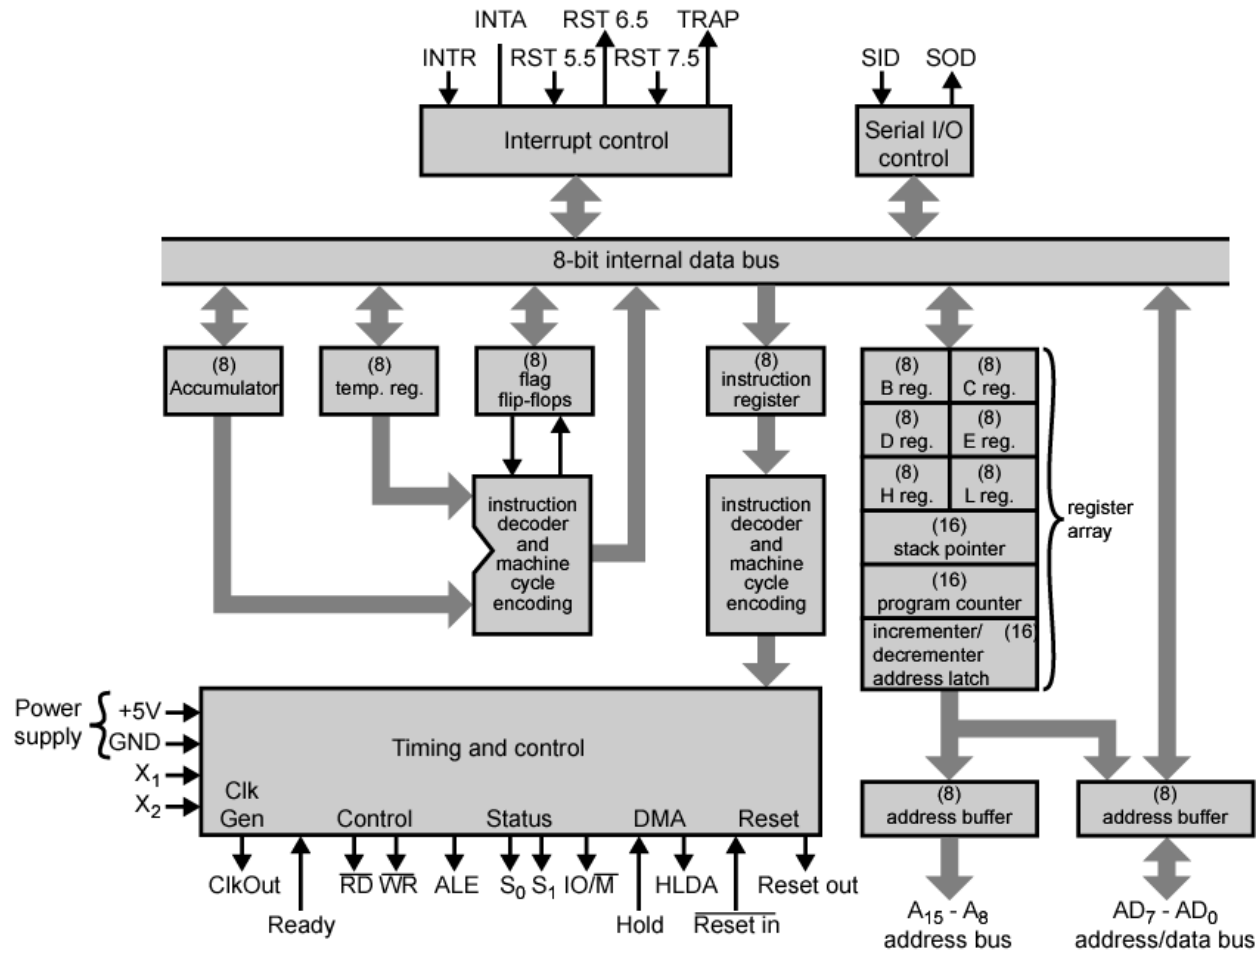 INTA RST 6.5 TRAP
INTR RST 5.5 RST 7.5 SID SOD
Interrupt control
Serial I/O
control
8-bit internal data bus
(8)
Accumulator
(8)
temp. reg.
(8)
flag
flip-flops
(8)
instruction
register
(8)
B reg.
(8)
C reg.
(8)
D reg.
(8)
E reg.
(8)
H reg.
(8)
L reg.
(16)
stack pointer
(16)
program counter
incrementer/ (16)
decrementer
address latch
register
array
instruction
decoder
and
machine
cycle
encoding
instruction
decoder
and
machine
cycle
encoding
Power
supply
+5V
GND
X1
X2
Timing and control
Clk
Gen Control Status DMA Reset
ClkOut R̅D̅ W̅R̅ ALE S0 S1 IO/M̅ HLDA Reset out
Ready Hold R̅e̅s̅e̅t̅ i̅n̅
(8)
address buffer
(8)
address buffer
A15 - A8
address bus
AD7 - AD0
address/data bus